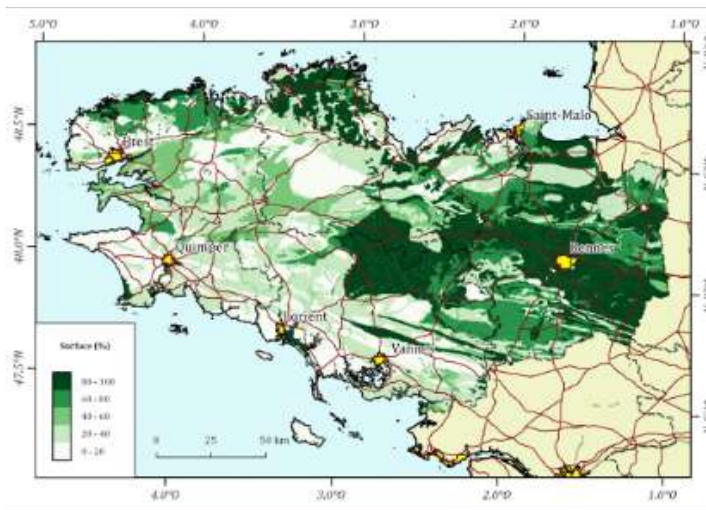 5.0°O 4.0°O 2.0°O 1.0°O
48.5°N
Saint-Malo
Brest
48.0°N
Quimper
Rennes
Lorient
Vannes
Surface (%)
80 - 100
60 - 80
40 - 60
20 - 40
0 - 20
47.5°N
0 25 50 km
4.0°O 3.0°O 2.0°O 1.0°O